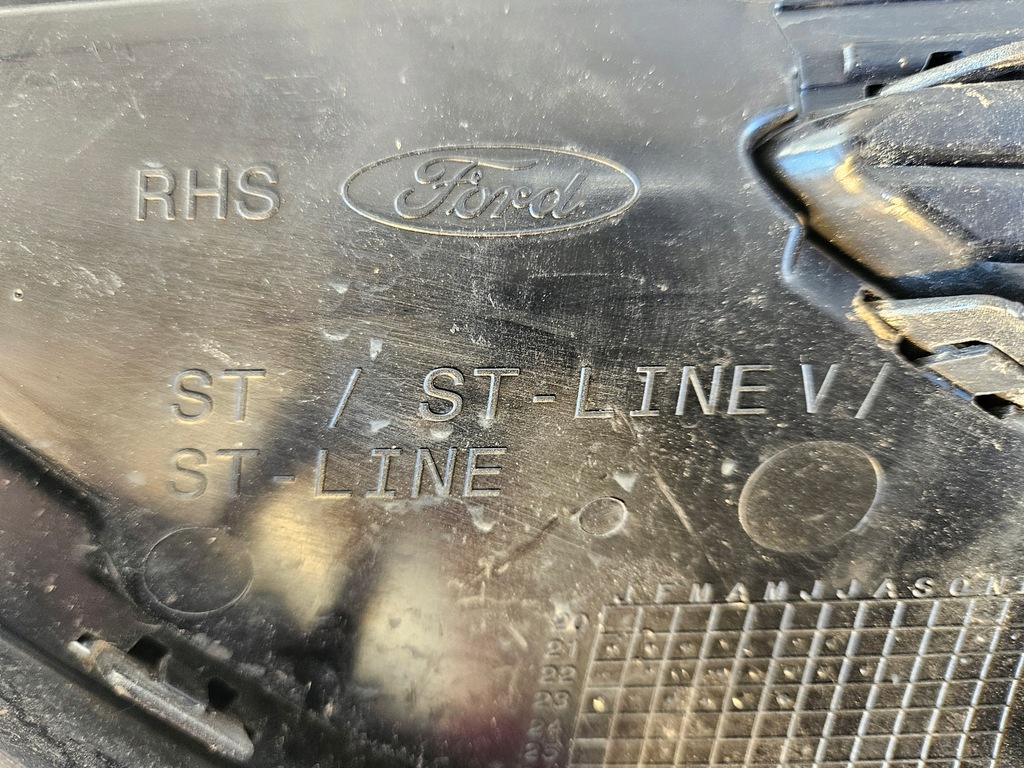 RHS Ford
ST / ST-LINE V /
ST-LINE
J F M A M J J A S O N
20
21
22
23
24
25